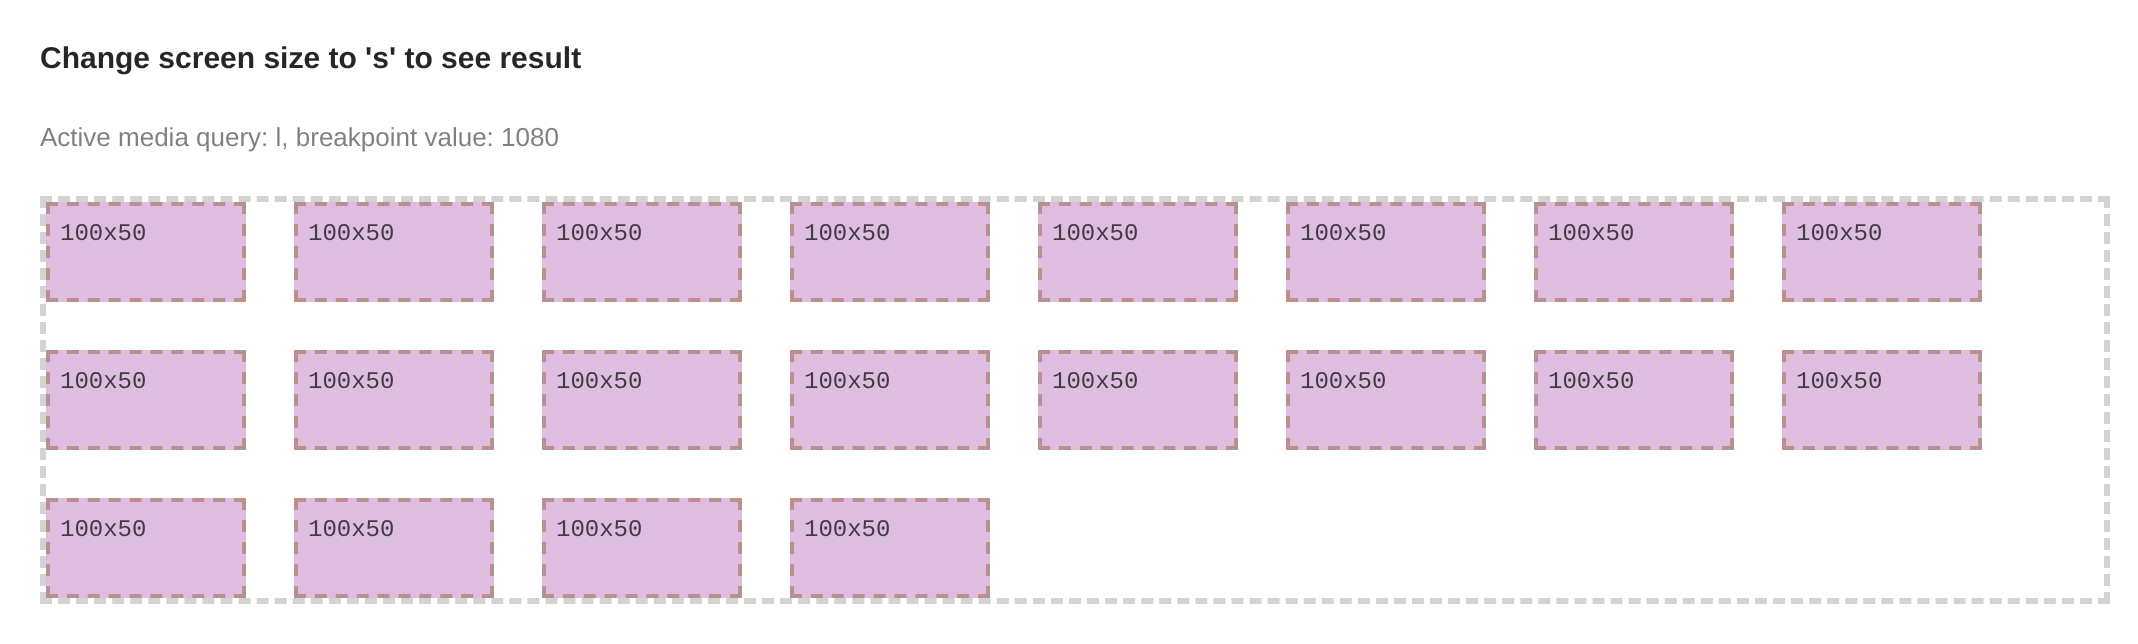 Change screen size to 's' to see result
Active media query: l, breakpoint value: 1080
100x50 100x50 100x50 100x50 100x50 100x50 100x50 100x50
100x50 100x50 100x50 100x50 100x50 100x50 100x50 100x50
100x50 100x50 100x50 100x50